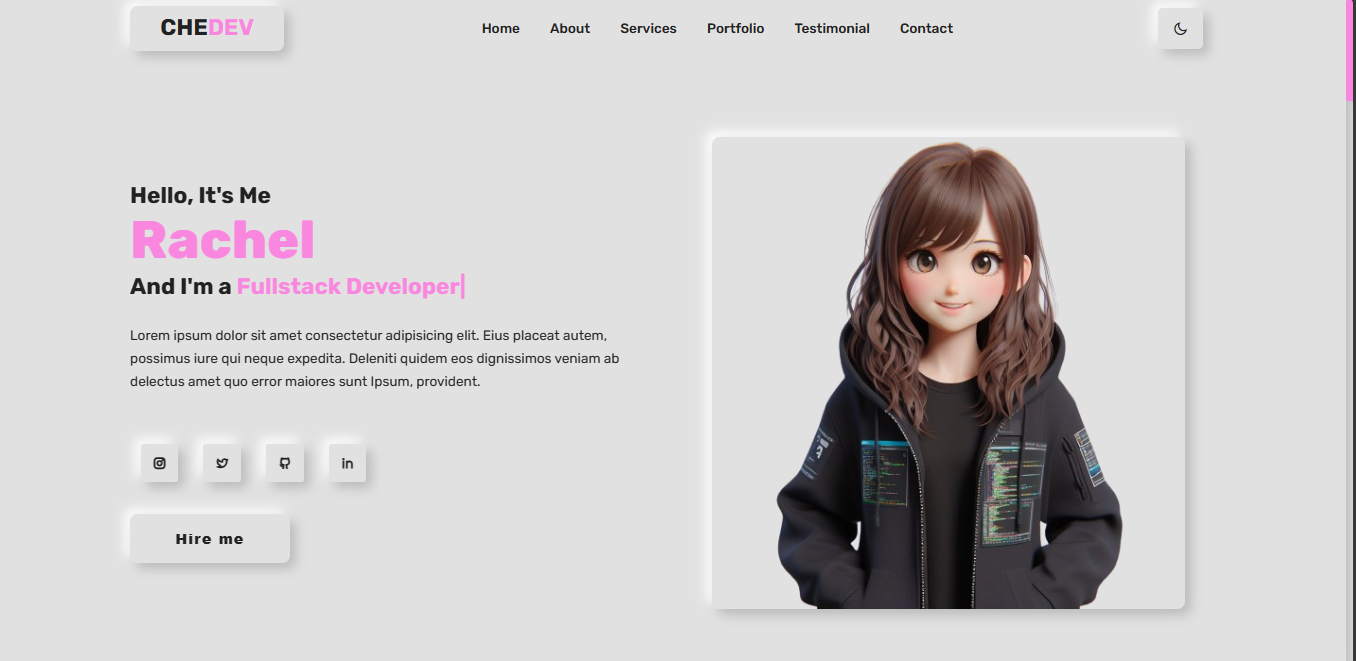 CHEDEV
Home About Services Portfolio Testimonial Contact
Hello, It's Me
Rachel
And I'm a Fullstack Developer|
Lorem ipsum dolor sit amet consectetur adipisicing elit. Eius placeat autem,
possimus iure qui neque expedita. Deleniti quidem eos dignissimos veniam ab
delectus amet quo error maiores sunt Ipsum, provident.
in
Hire me